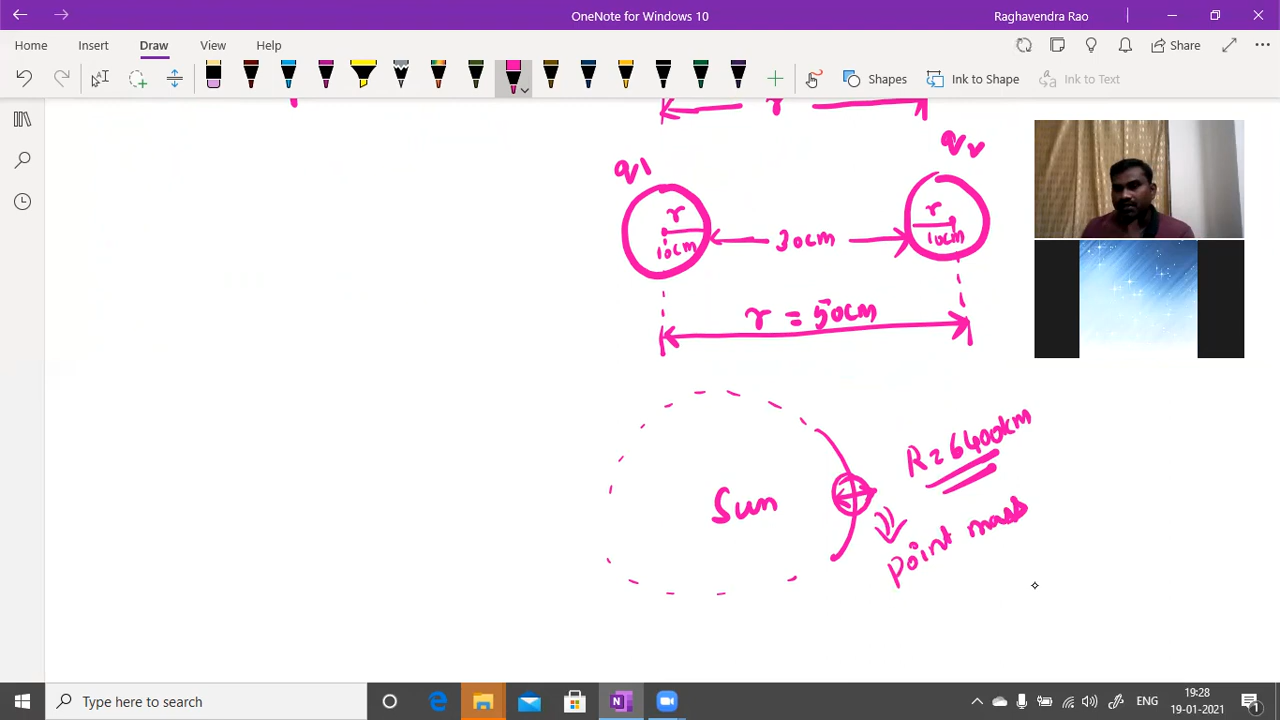 OneNote for Windows 10
Raghavendra Rao
Home Insert Draw View Help
Share
Shapes Ink to Shape Ink to Text
r
q1
q2
r
10cm
30cm
r
10cm
r = 50cm
R = 6400km
Sun
point mass
Type here to search
ENG
19:28
19-01-2021
1